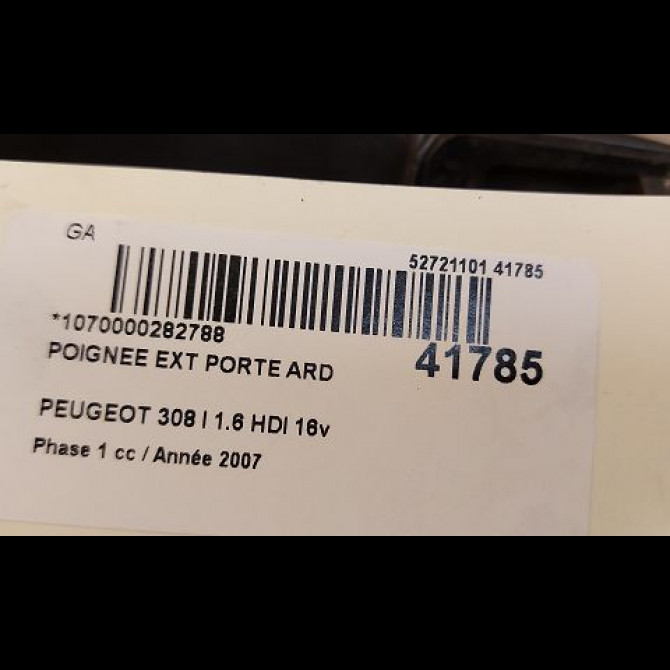 GA
52721101 41785
*1070000282788
41785
POIGNEE EXT PORTE ARD
PEUGEOT 308 I 1.6 HDI 16v
Phase 1 cc / Année 2007